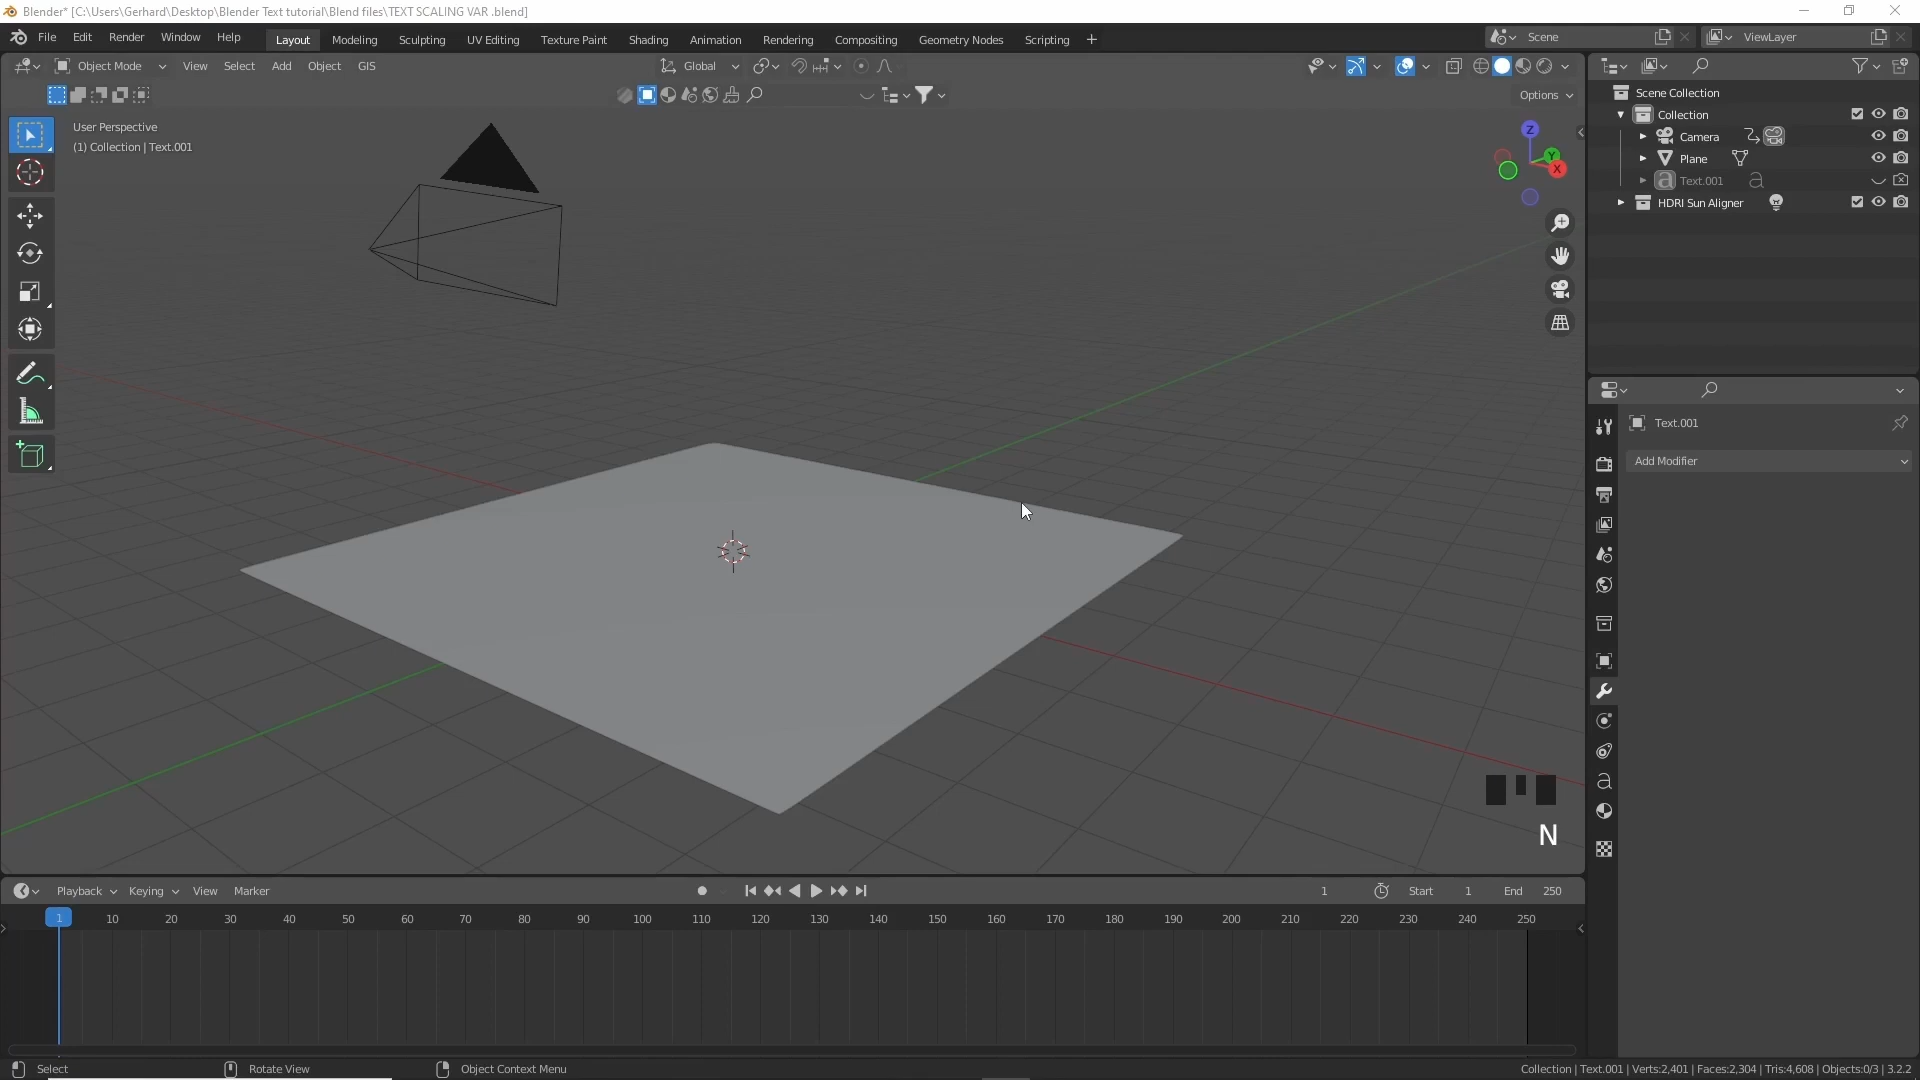 Blender* [C:\Users\Gerhard\Desktop\Blender Text tutorial\Blend files\TEXT SCALING VAR .blend]
File Edit Render Window Help Layout Modeling Sculpting UV Editing Texture Paint Shading Animation Rendering Compositing Geometry Nodes Scripting + Scene ViewLayer
Object Mode View Select Add Object GIS Global
Options
User Perspective
(1) Collection | Text.001
Z
Y
X
Scene Collection
Collection
Camera
Plane
Text.001
HDRI Sun Aligner
Text.001
Add Modifier
N
Playback Keying View Marker 1 Start 1 End 250
1 10 20 30 40 50 60 70 80 90 100 110 120 130 140 150 160 170 180 190 200 210 220 230 240 250
Select Rotate View Object Context Menu Collection | Text.001 | Verts:2,401 | Faces:2,304 | Tris:4,608 | Objects:0/3 | 3.2.2